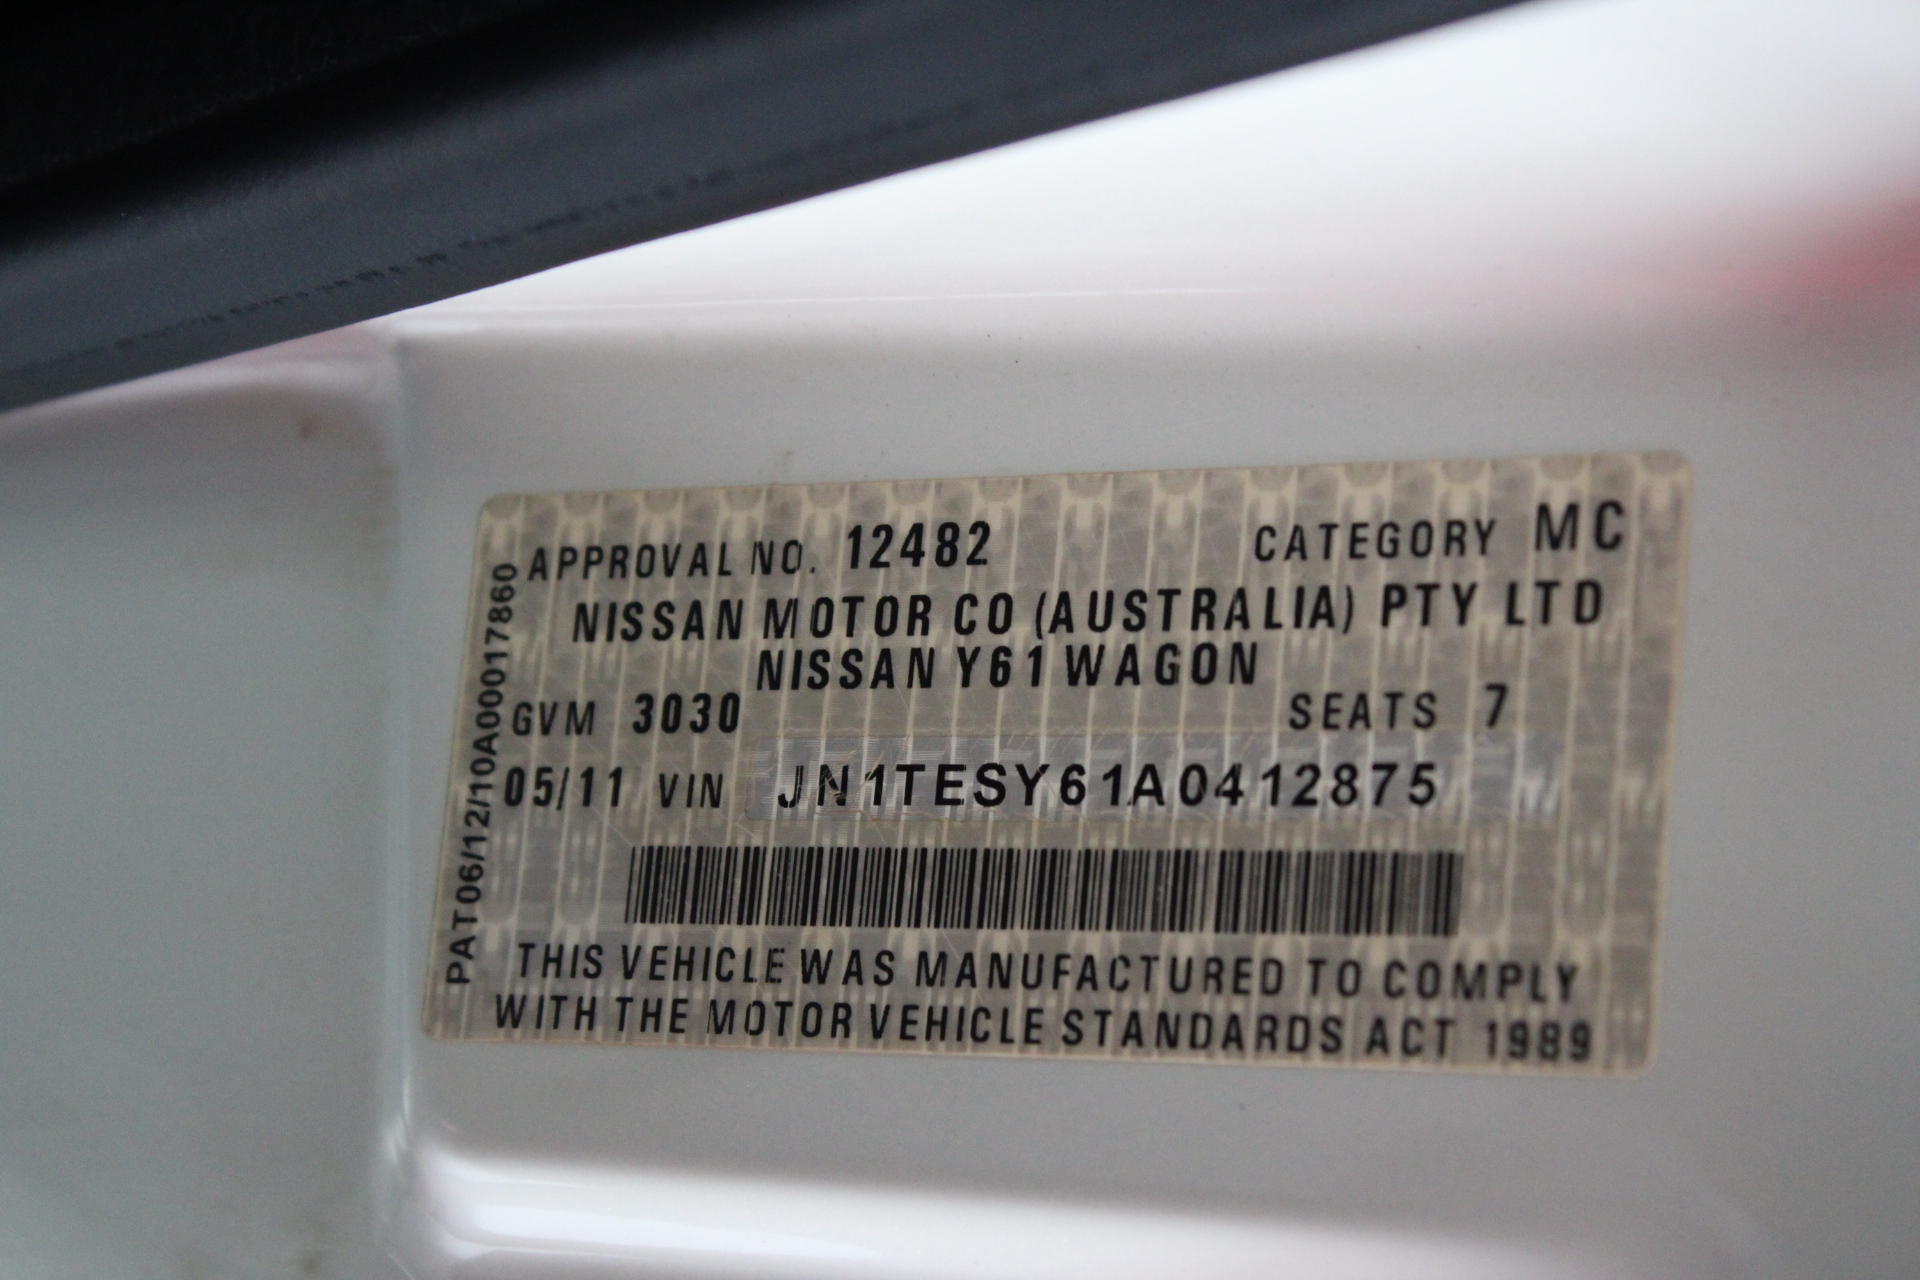 APPROVAL NO. 12482 CATEGORY MC
NISSAN MOTOR CO (AUSTRALIA) PTY LTD
NISSAN Y61 WAGON
GVM 3030 SEATS 7
05/11 VIN JN1TESY61A0412875
THIS VEHICLE WAS MANUFACTURED TO COMPLY
WITH THE MOTOR VEHICLE STANDARDS ACT 1989
PAT06/12/10A00017860